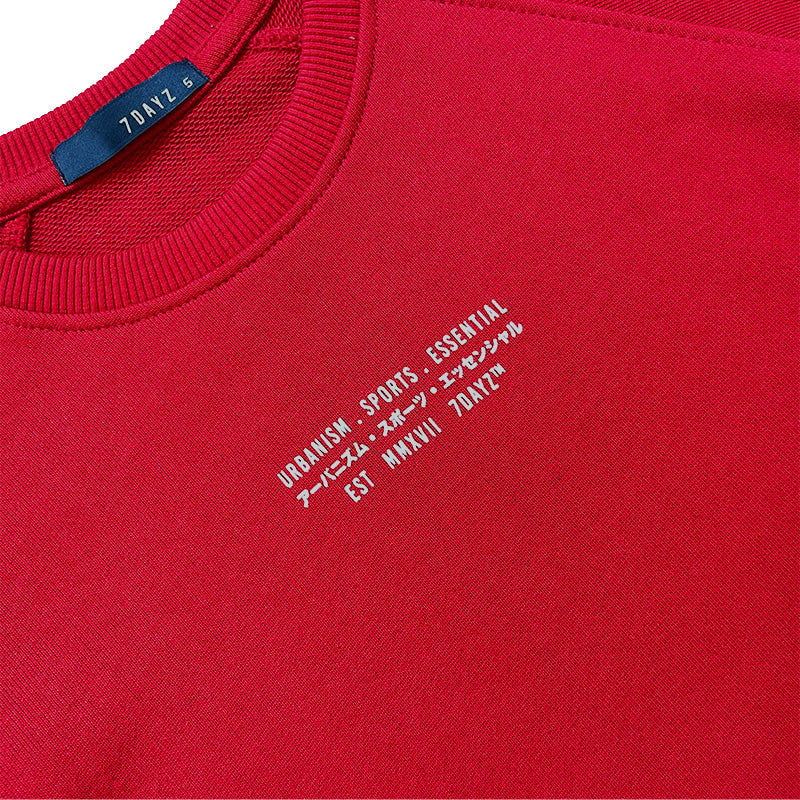 7DAYZ 5
URBANISM . SPORTS . ESSENTIAL
アーバニズム・スポーツ・エッセンシャル
EST MMXVII 7DAYZ™